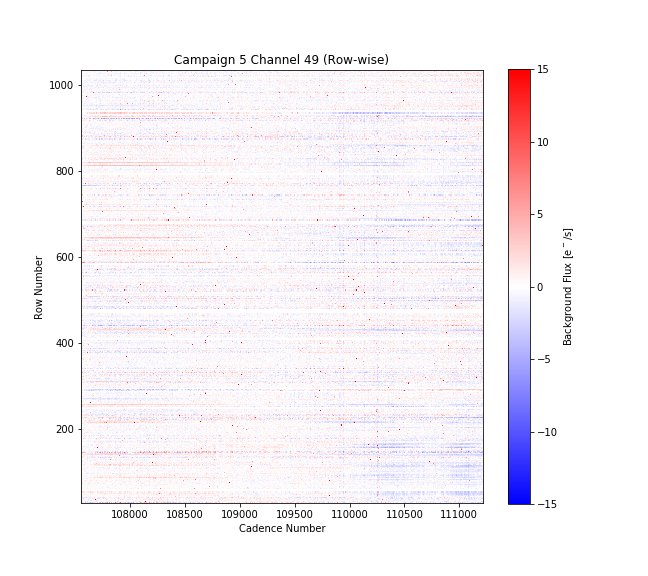 Campaign 5 Channel 49 (Row-wise)
1000
800
600
400
200
Row Number
108000 108500 109000 109500 110000 110500 111000
Cadence Number
15
10
5
0
−5
−10
−15
Background Flux [e⁻/s]